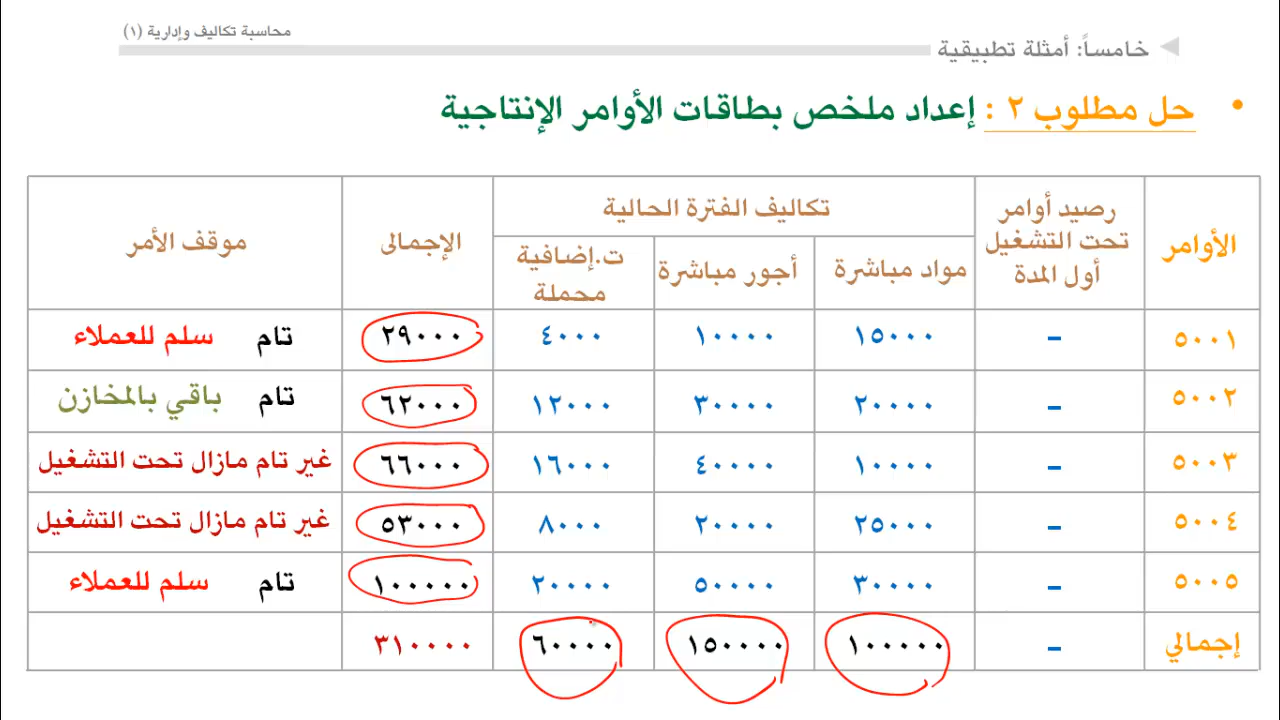 محاسبة تكاليف وإدارية (١)
خامساً: أمثلة تطبيقية
• حل مطلوب ٢ : إعداد ملخص بطاقات الأوامر الإنتاجية
الأوامر | رصيد أوامر تحت التشغيل أول المدة | تكاليف الفترة الحالية | الإجمالى | موقف الأمر
مواد مباشرة | أجور مباشرة | ت.إضافية محملة
٥٠٠١ | - | ١٥٠٠٠ | ١٠٠٠٠ | ٤٠٠٠ | ٢٩٠٠٠ | تام سلم للعملاء
٥٠٠٢ | - | ٢٠٠٠٠ | ٣٠٠٠٠ | ١٢٠٠٠ | ٦٢٠٠٠ | تام باقي بالمخازن
٥٠٠٣ | - | ١٠٠٠٠ | ٤٠٠٠٠ | ١٦٠٠٠ | ٦٦٠٠٠ | غير تام مازال تحت التشغيل
٥٠٠٤ | - | ٢٥٠٠٠ | ٢٠٠٠٠ | ٨٠٠٠ | ٥٣٠٠٠ | غير تام مازال تحت التشغيل
٥٠٠٥ | - | ٣٠٠٠٠ | ٥٠٠٠٠ | ٢٠٠٠٠ | ١٠٠٠٠٠ | تام سلم للعملاء
إجمالي | - | ١٠٠٠٠٠ | ١٥٠٠٠٠ | ٦٠٠٠٠ | ٣١٠٠٠٠